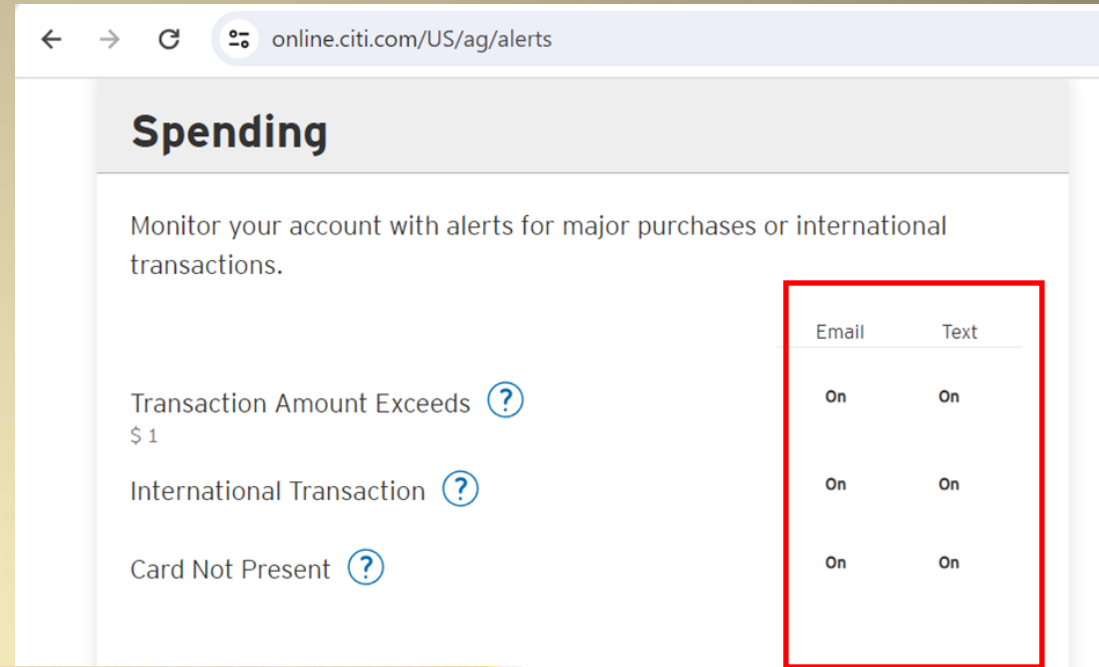 online.citi.com/US/ag/alerts
Spending
Monitor your account with alerts for major purchases or international
transactions.
Email Text
Transaction Amount Exceeds ? On On
$ 1
International Transaction ? On On
Card Not Present ? On On